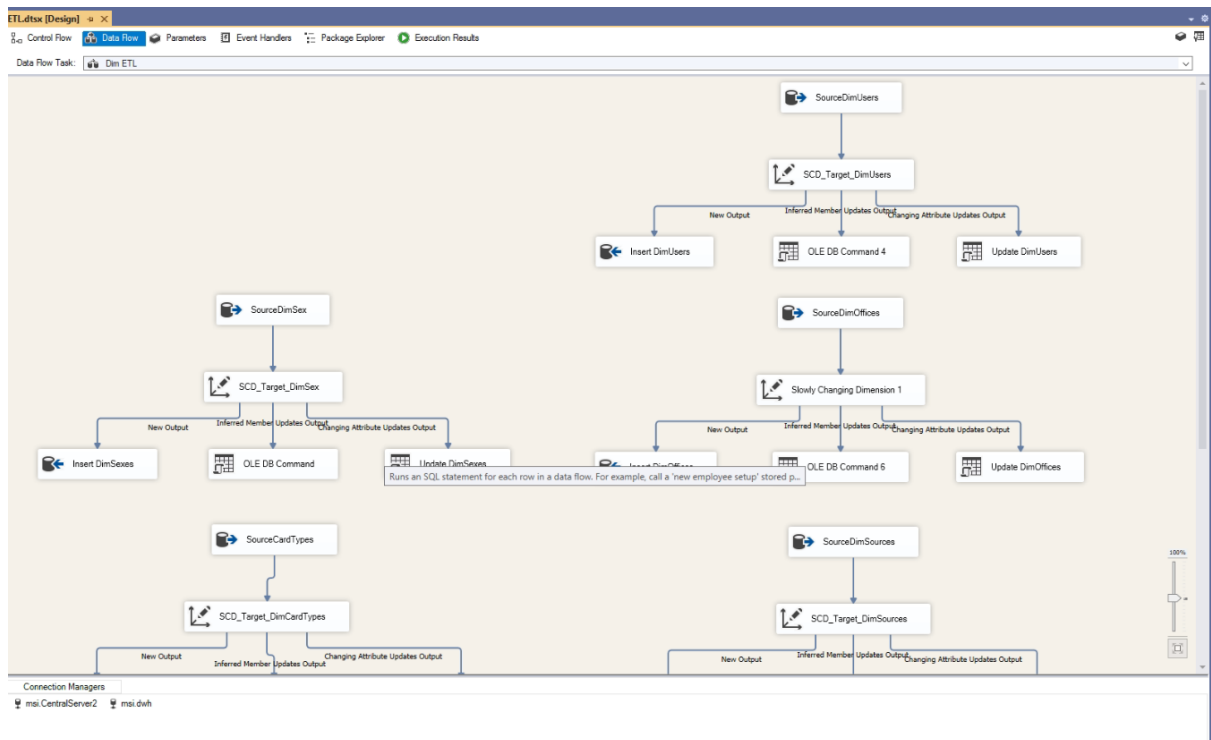 ETL.dtsx [Design]
Control Flow Data Flow Parameters Event Handlers Package Explorer Execution Results
Data Flow Task: Dim ETL
SourceDimUsers
SCD_Target_DimUsers
New Output Inferred Member Updates Output Changing Attribute Updates Output
Insert DimUsers OLE DB Command 4 Update DimUsers
SourceDimSex SourceDimOffices
SCD_Target_DimSex Slowly Changing Dimension 1
New Output Inferred Member Updates Output Changing Attribute Updates Output New Output Inferred Member Updates Output Changing Attribute Updates Output
Insert DimSexes OLE DB Command Update DimSexes Insert DimOffices OLE DB Command 6 Update DimOffices
Runs an SQL statement for each row in a data flow. For example, call a 'new employee setup' stored p...
SourceCardTypes SourceDimSources
100%
SCD_Target_DimCardTypes SCD_Target_DimSources
New Output Inferred Member Updates Output Changing Attribute Updates Output New Output Inferred Member Updates Output Changing Attribute Updates Output
Connection Managers
msi.CentralServer2 msi.dwh